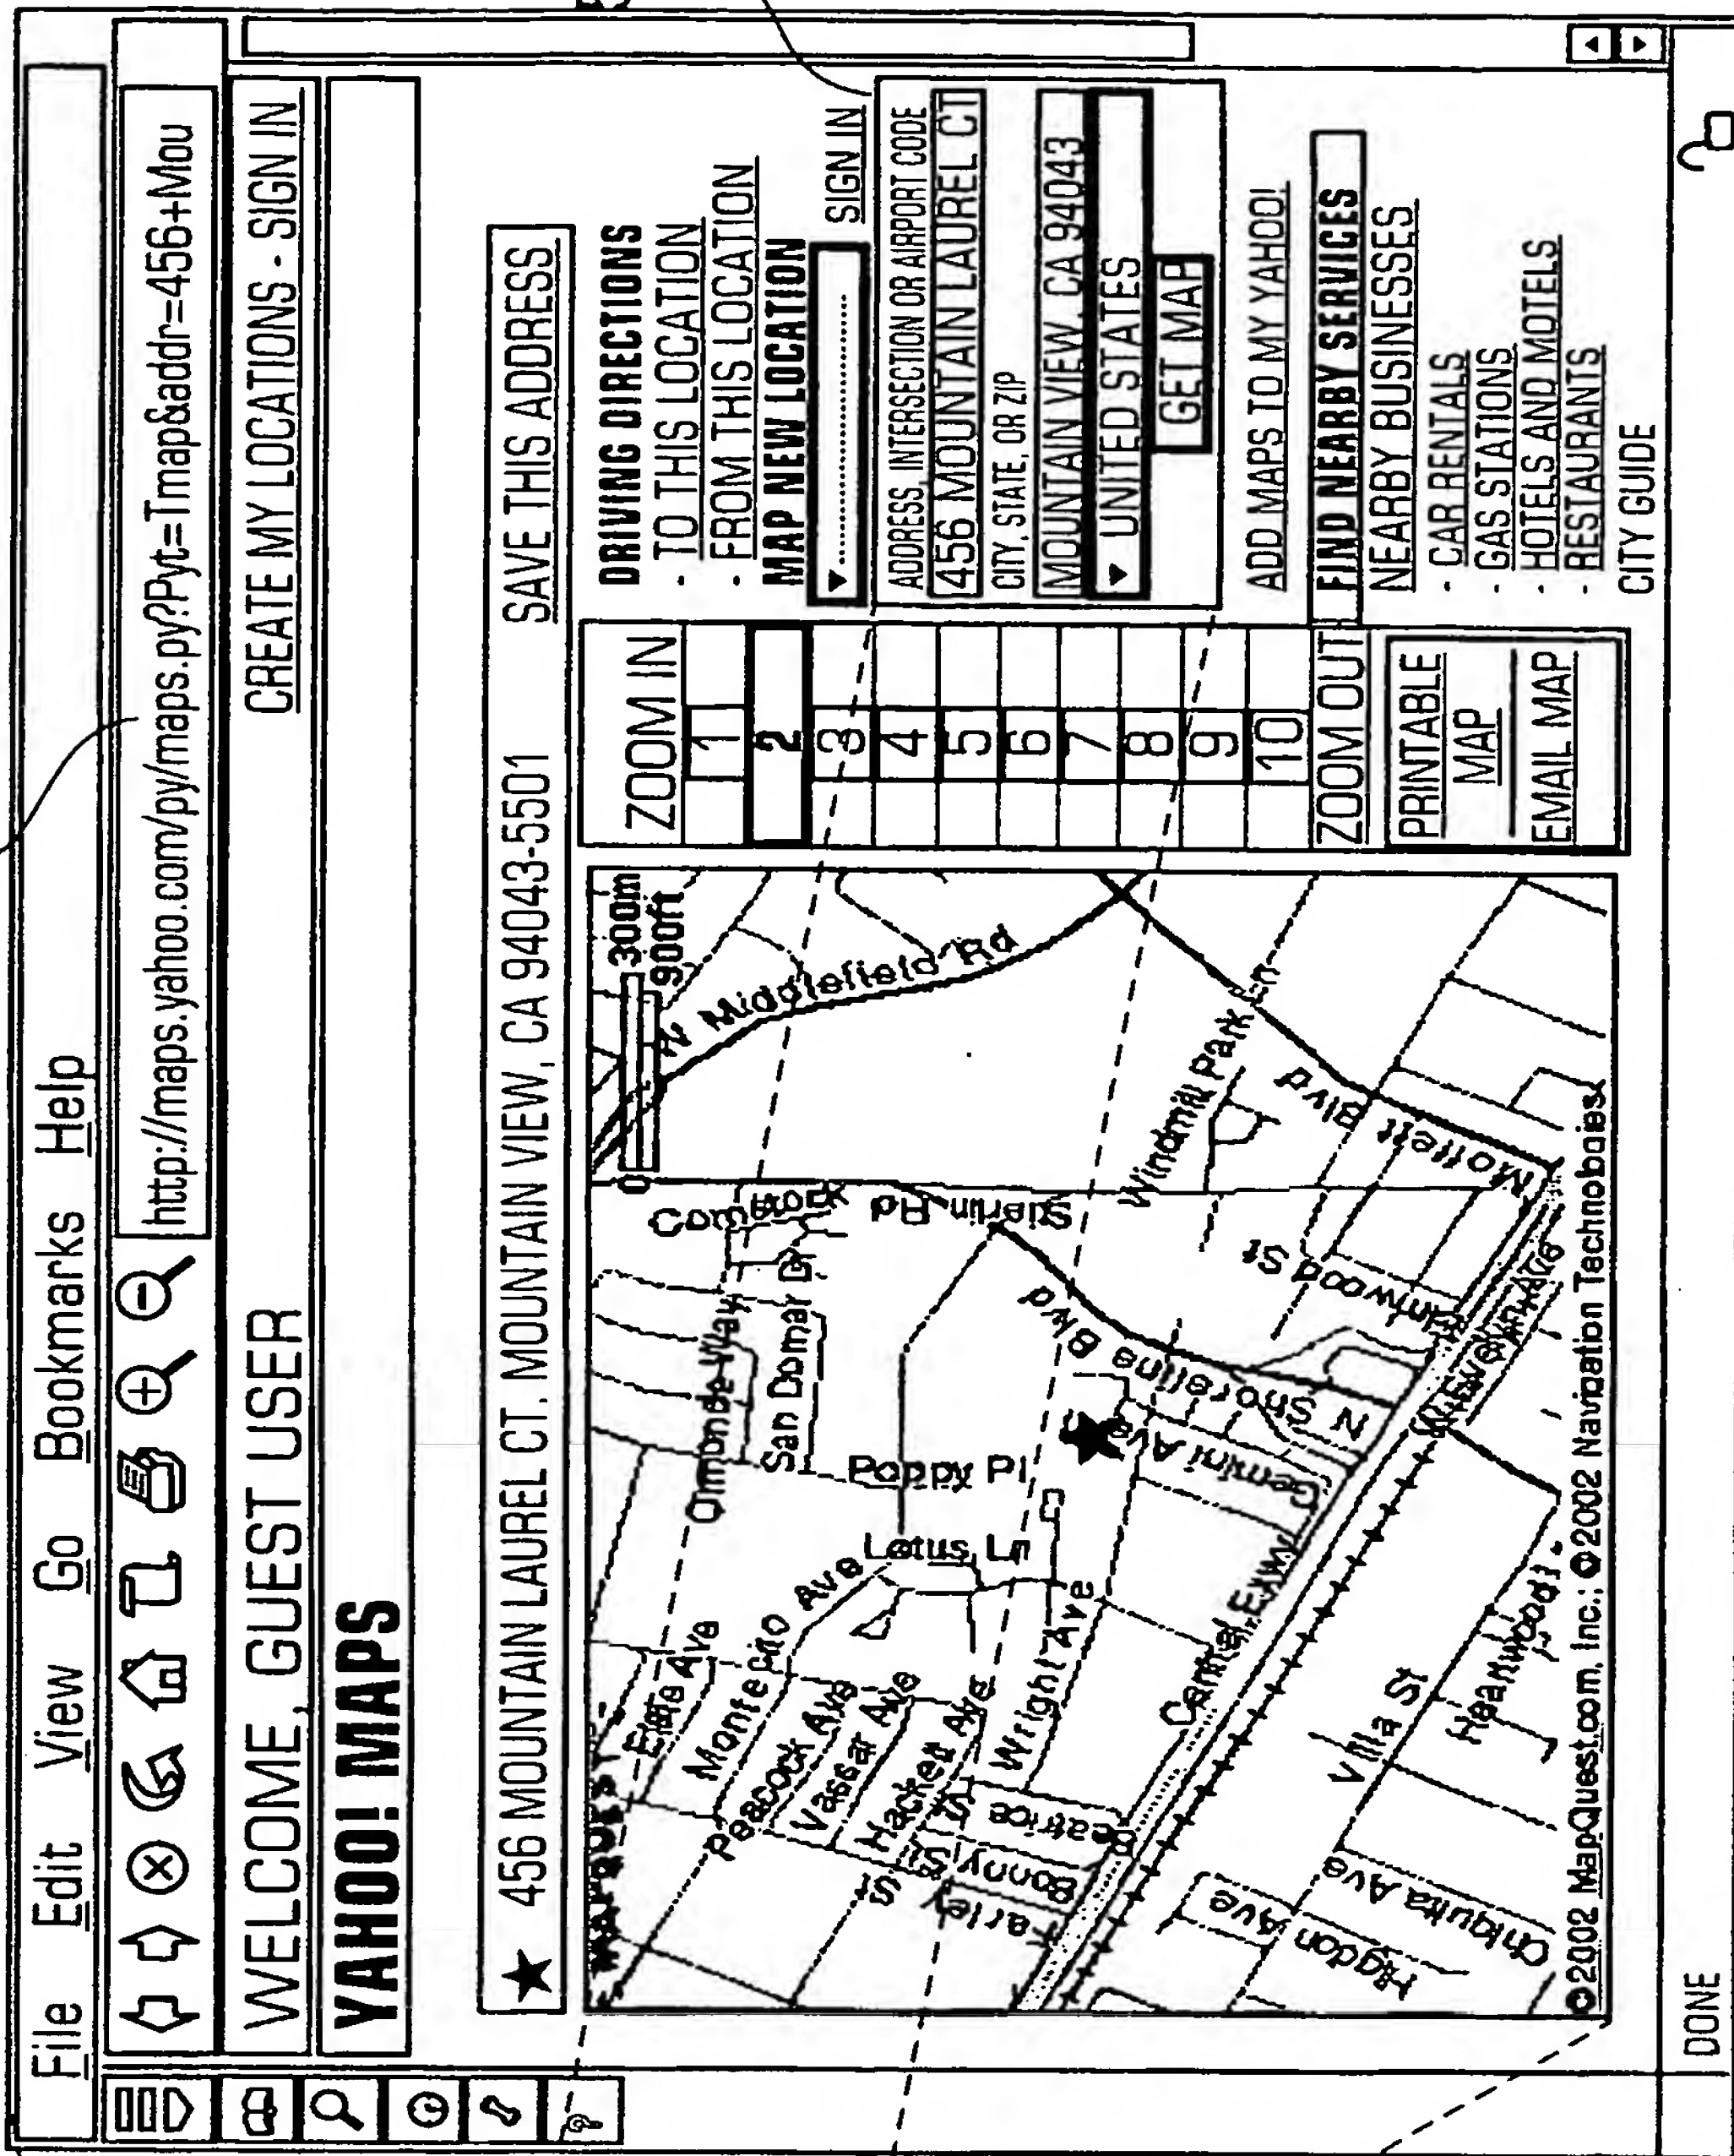 File Edit View Go Bookmarks Help
http://maps.yahoo.com/py/maps.py?Pyt=Tmap&addr=456+Mou
WELCOME, GUEST USER
CREATE MY LOCATIONS - SIGN IN
YAHOO! MAPS
★ 456 MOUNTAIN LAUREL CT. MOUNTAIN VIEW, CA 94043-5501
SAVE THIS ADDRESS
0 300m
900ft
N Middlefield Rd
Ormonde Way
San Domar Dr
Stierlin Rd
Poppy Pl
Lotus Ln
Elsie Ave
Montecito Ave
Peacock Ave
Vassar Ave
Hackett Ave
Wright Ave
Bonny St
Farley
N Shoreline Blvd
Gemini Ave
Windmill Park Ln
Moffett Blvd
Villa St
Higdon Ave
Chiquita Ave
©2002 MapQuest.com, Inc.; ©2002 Navigation Technologies
ZOOM IN
1
2
3
4
5
6
7
8
9
10
ZOOM OUT
PRINTABLE
MAP
EMAIL MAP
DRIVING DIRECTIONS
- TO THIS LOCATION
- FROM THIS LOCATION
MAP NEW LOCATION
SIGN IN
ADDRESS, INTERSECTION OR AIRPORT CODE
456 MOUNTAIN LAUREL CT
CITY, STATE, OR ZIP
MOUNTAIN VIEW, CA 94043
UNITED STATES
GET MAP
ADD MAPS TO MY YAHOO!
FIND NEARBY SERVICES
NEARBY BUSINESSES
- CAR RENTALS
- GAS STATIONS
- HOTELS AND MOTELS
- RESTAURANTS
CITY GUIDE
DONE